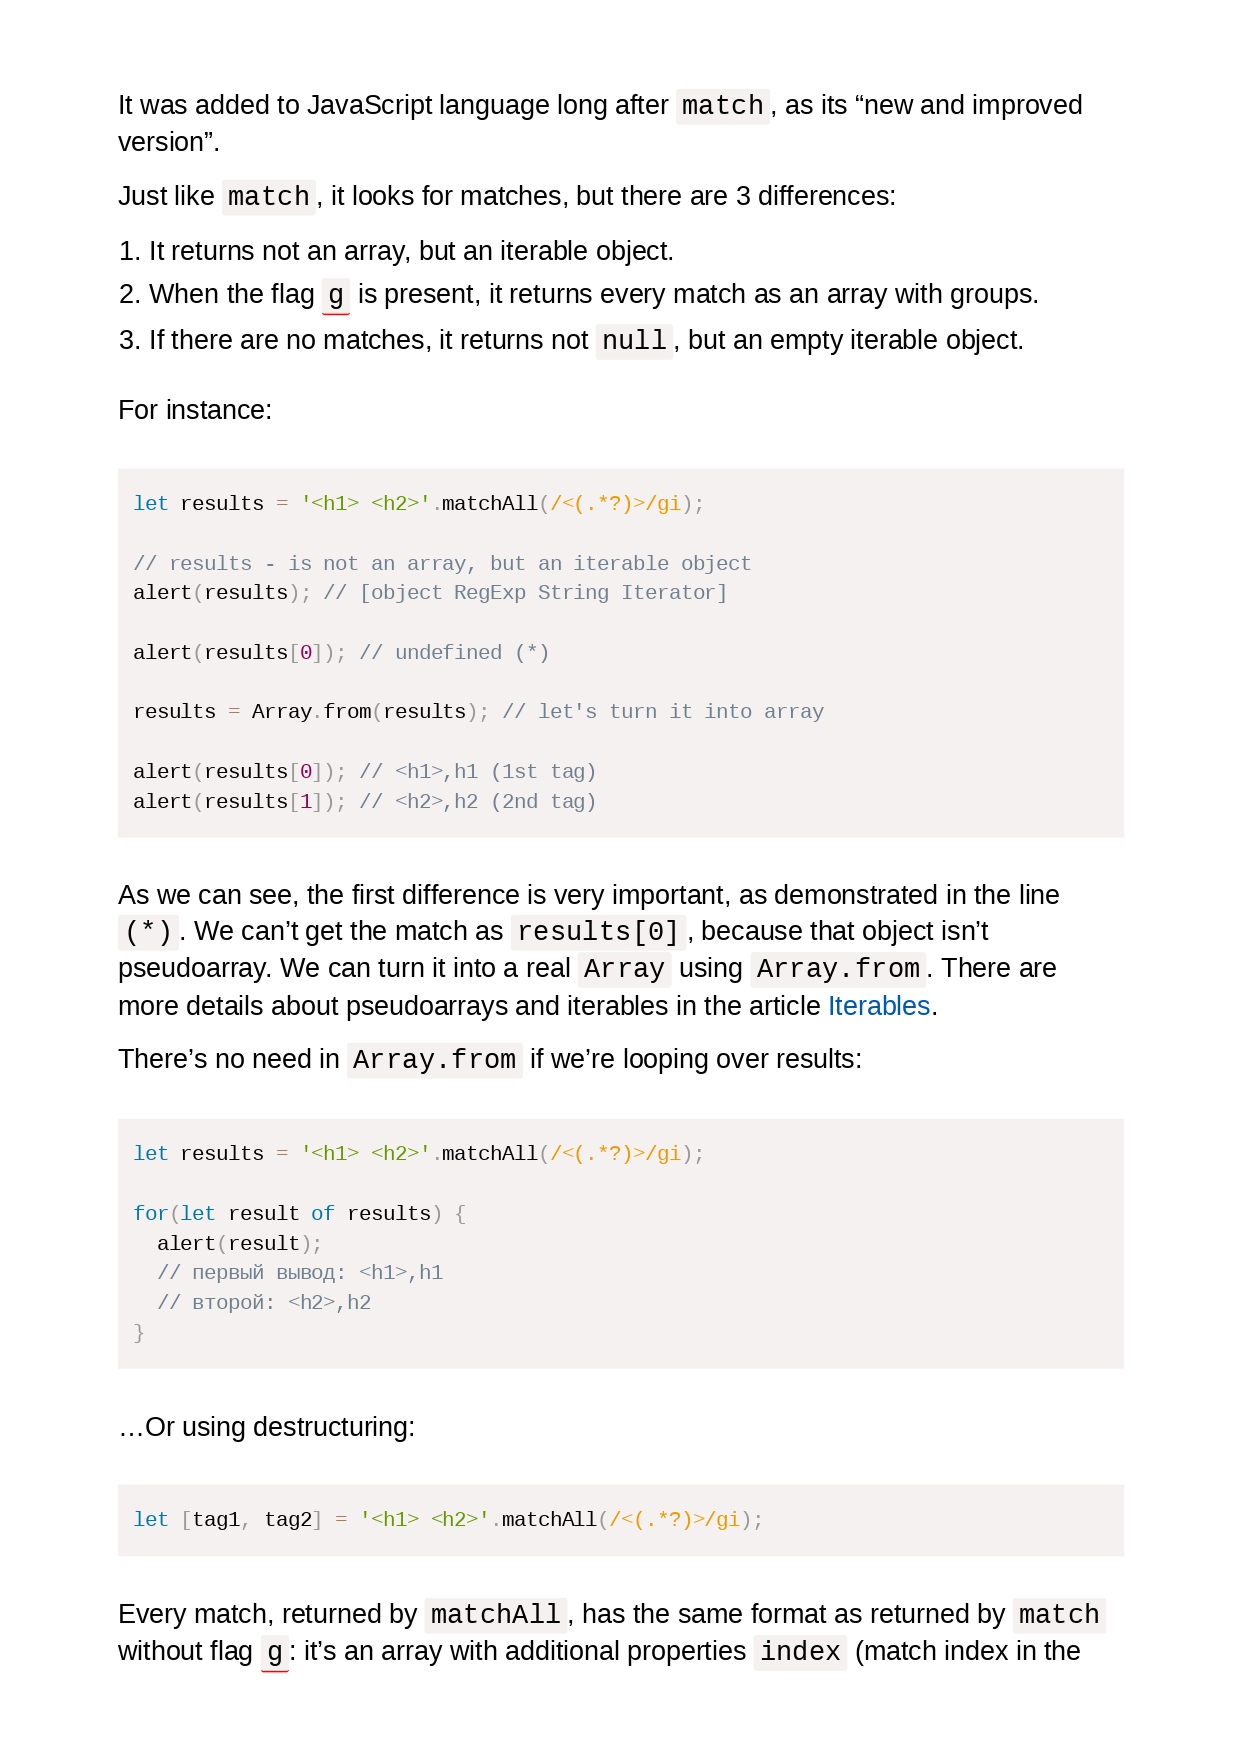 It was added to JavaScript language long after match, as its “new and improved
version”.
Just like match, it looks for matches, but there are 3 differences:
1. It returns not an array, but an iterable object.
2. When the flag g is present, it returns every match as an array with groups.
3. If there are no matches, it returns not null, but an empty iterable object.
For instance:
let results = '<h1> <h2>'.matchAll(/<(.*?)>/gi);
// results - is not an array, but an iterable object
alert(results); // [object RegExp String Iterator]
alert(results[0]); // undefined (*)
results = Array.from(results); // let's turn it into array
alert(results[0]); // <h1>,h1 (1st tag)
alert(results[1]); // <h2>,h2 (2nd tag)
As we can see, the first difference is very important, as demonstrated in the line
(*). We can’t get the match as results[0], because that object isn’t
pseudoarray. We can turn it into a real Array using Array.from. There are
more details about pseudoarrays and iterables in the article Iterables.
There’s no need in Array.from if we’re looping over results:
let results = '<h1> <h2>'.matchAll(/<(.*?)>/gi);
for(let result of results) {
  alert(result);
  // первый вывод: <h1>,h1
  // второй: <h2>,h2
}
…Or using destructuring:
let [tag1, tag2] = '<h1> <h2>'.matchAll(/<(.*?)>/gi);
Every match, returned by matchAll, has the same format as returned by match
without flag g: it’s an array with additional properties index (match index in the